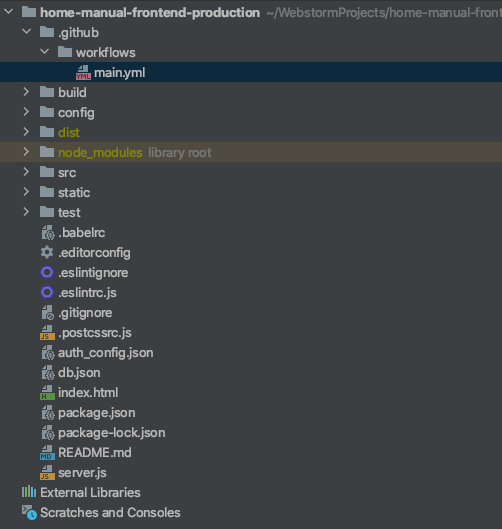 home-manual-frontend-production ~/WebstormProjects/home-manual-front
.github
workflows
YML main.yml
build
config
dist
node_modules library root
src
static
test
.babelrc
.editorconfig
.eslintignore
.eslintrc.js
.gitignore
JS .postcssrc.js
auth_config.json
db.json
H index.html
package.json
package-lock.json
MD README.md
JS server.js
External Libraries
Scratches and Consoles